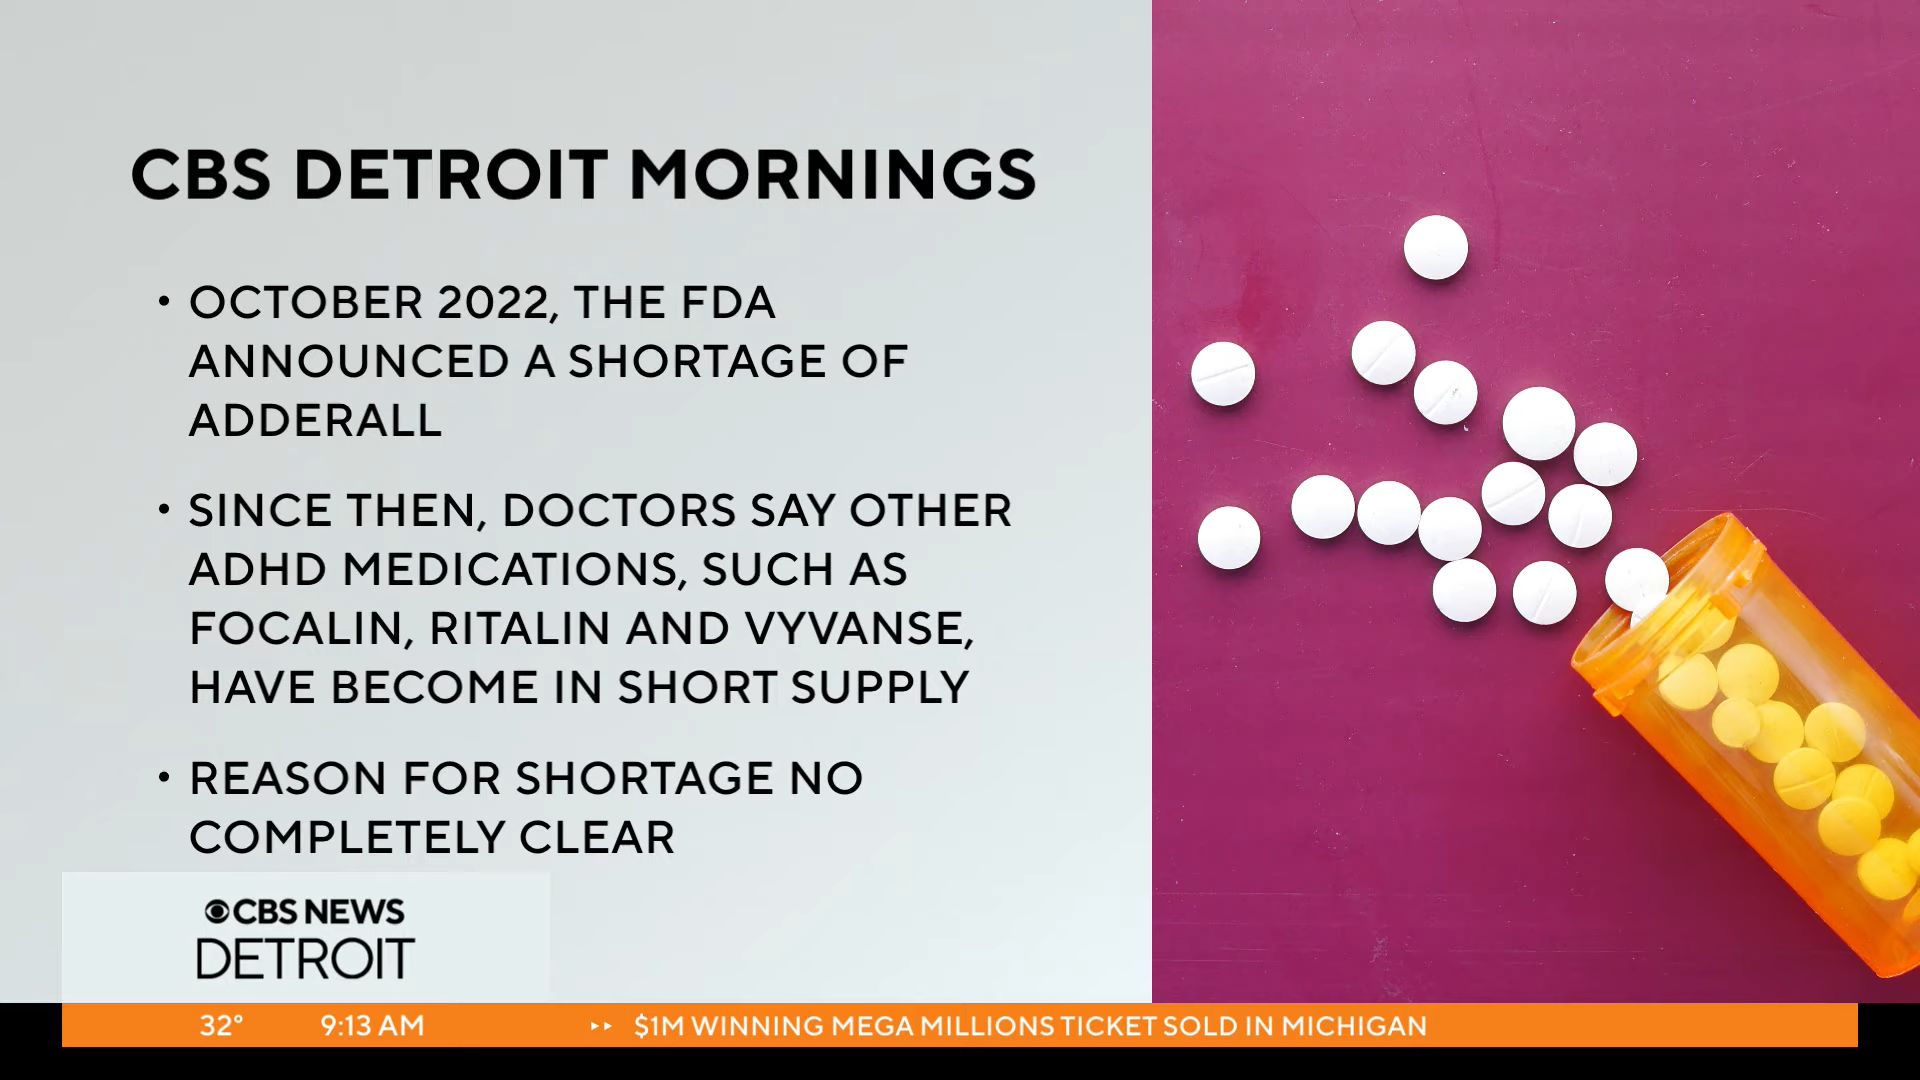 CBS DETROIT MORNINGS
• OCTOBER 2022, THE FDA
ANNOUNCED A SHORTAGE OF
ADDERALL
• SINCE THEN, DOCTORS SAY OTHER
ADHD MEDICATIONS, SUCH AS
FOCALIN, RITALIN AND VYVANSE,
HAVE BECOME IN SHORT SUPPLY
• REASON FOR SHORTAGE NO
COMPLETELY CLEAR
CBS NEWS
DETROIT
32° 9:13 AM $1M WINNING MEGA MILLIONS TICKET SOLD IN MICHIGAN